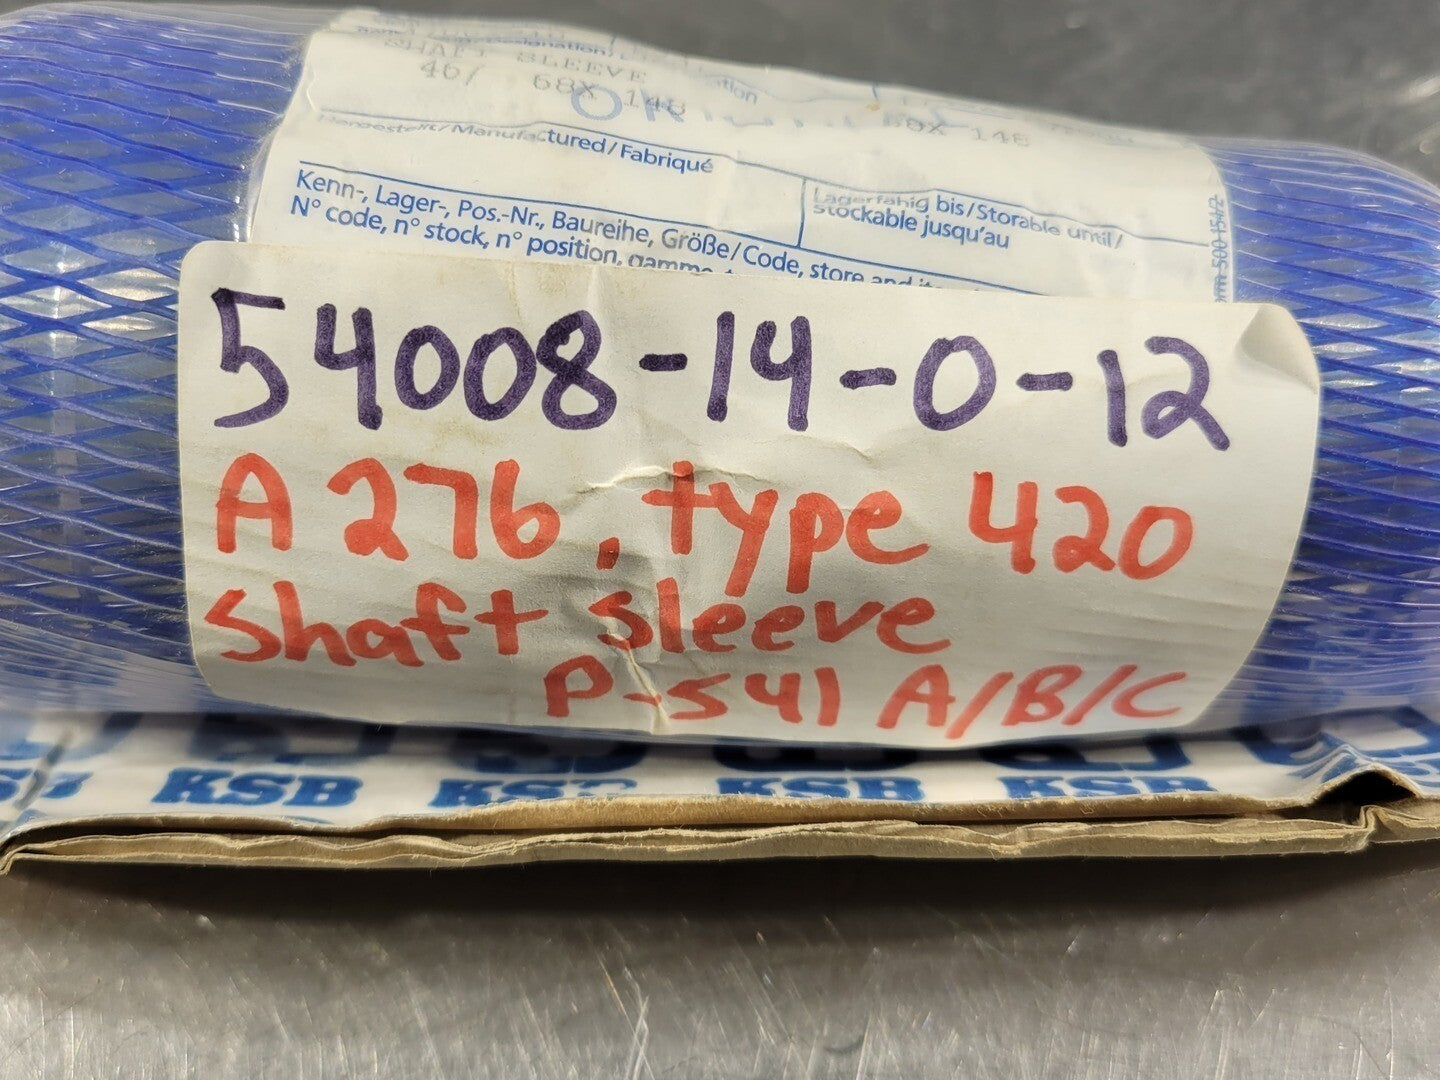 SHAFT SLEEVE
46/ 68X 148
68X 148
Hergestellt/Manufactured/Fabriqué
Lagerfähig bis/Storable until/
stockable jusqu'au
Kenn-, Lager-, Pos.-Nr., Baureihe, Größe/Code, store and
N° code, n° stock, n° position, gamme,
54008-14-0-12
A 276, type 420
shaft sleeve
P-541 A/B/C
KSB KSB KSB KSB KSB